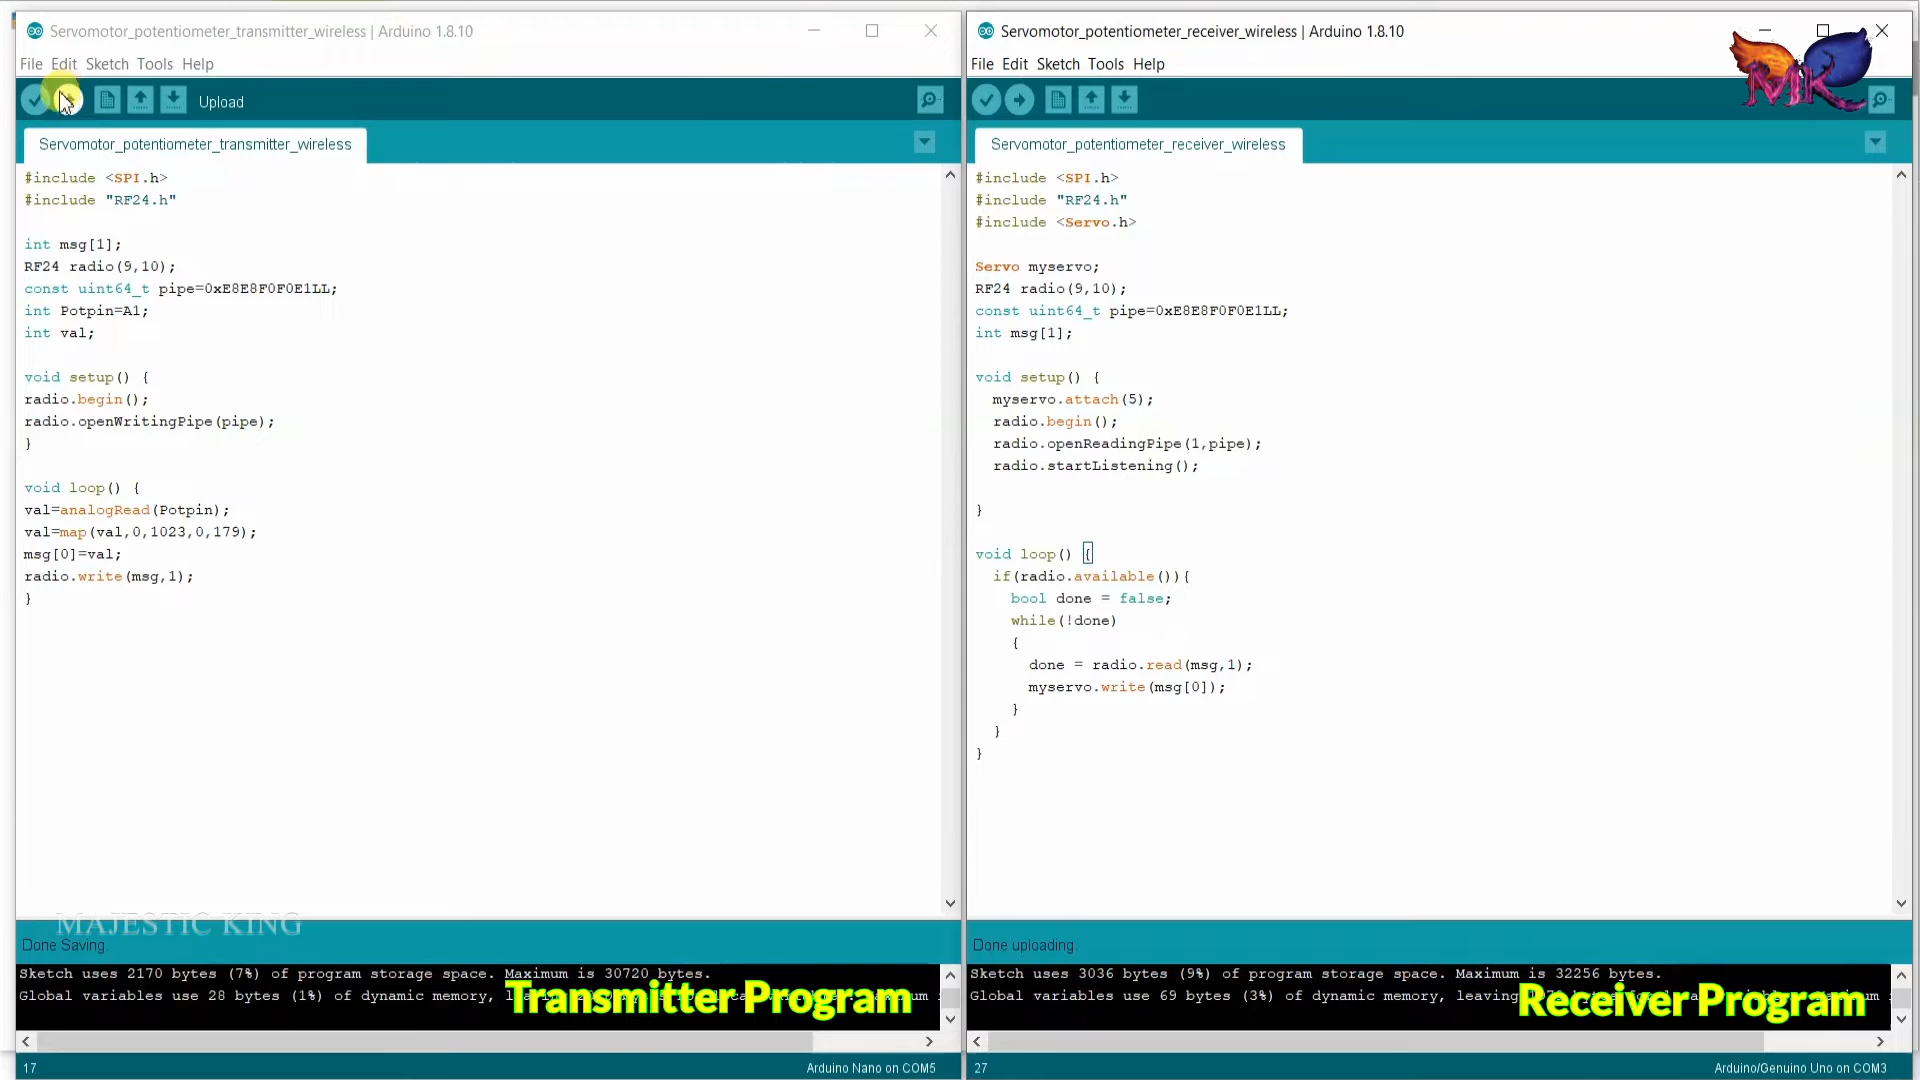 Servomotor_potentiometer_transmitter_wireless | Arduino 1.8.10
File Edit Sketch Tools Help
Upload
Servomotor_potentiometer_transmitter_wireless
#include <SPI.h>
#include "RF24.h"
int msg[1];
RF24 radio(9,10);
const uint64_t pipe=0xE8E8F0F0E1LL;
int Potpin=A1;
int val;
void setup() {
radio.begin();
radio.openWritingPipe(pipe);
}
void loop() {
val=analogRead(Potpin);
val=map(val,0,1023,0,179);
msg[0]=val;
radio.write(msg,1);
}
MAJESTIC KING
Done Saving.
Sketch uses 2170 bytes (7%) of program storage space. Maximum is 30720 bytes.
Global variables use 28 bytes (1%) of dynamic memory,
Transmitter Program
17
Arduino Nano on COM5
Servomotor_potentiometer_receiver_wireless | Arduino 1.8.10
MK
File Edit Sketch Tools Help
Servomotor_potentiometer_receiver_wireless
#include <SPI.h>
#include "RF24.h"
#include <Servo.h>
Servo myservo;
RF24 radio(9,10);
const uint64_t pipe=0xE8E8F0F0E1LL;
int msg[1];
void setup() {
myservo.attach(5);
radio.begin();
radio.openReadingPipe(1,pipe);
radio.startListening();
}
void loop() {
if(radio.available()){
bool done = false;
while(!done)
{
done = radio.read(msg,1);
myservo.write(msg[0]);
}
}
}
Done uploading.
Sketch uses 3036 bytes (9%) of program storage space. Maximum is 32256 bytes.
Global variables use 69 bytes (3%) of dynamic memory, leaving
Receiver Program
27
Arduino/Genuino Uno on COM3